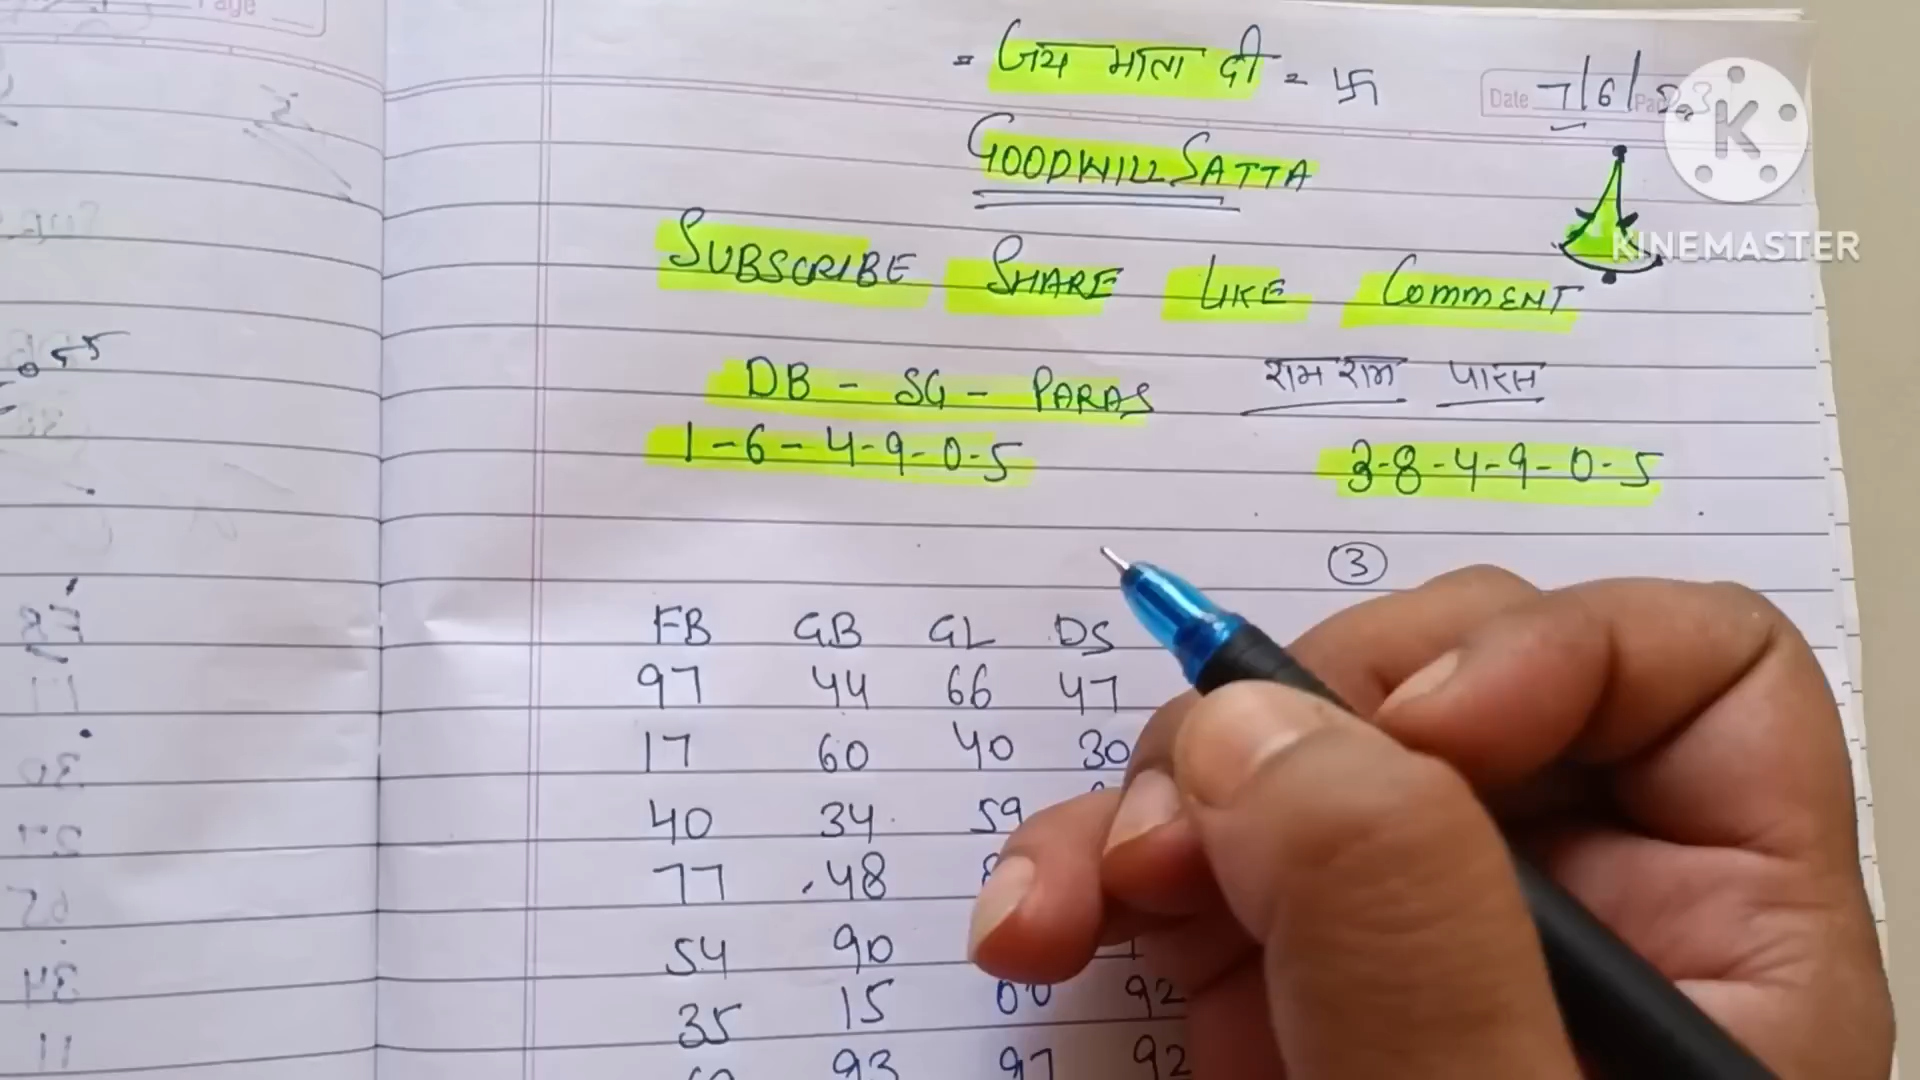 = जय माता दी = 卐
Date 7/6/23
K
GOODWILL SATTA
KINEMASTER
SUBSCRIBE SHARE LIKE COMMENT
DB - SG - PARAS राम राम पारस
1-6-4-9-0-5 3-8-4-9-0-5
3
FB GB GL DS
97 44 66 47
17 60 40 30
40 34 59
77 48
54 90
35 15 00 92
93 97 92